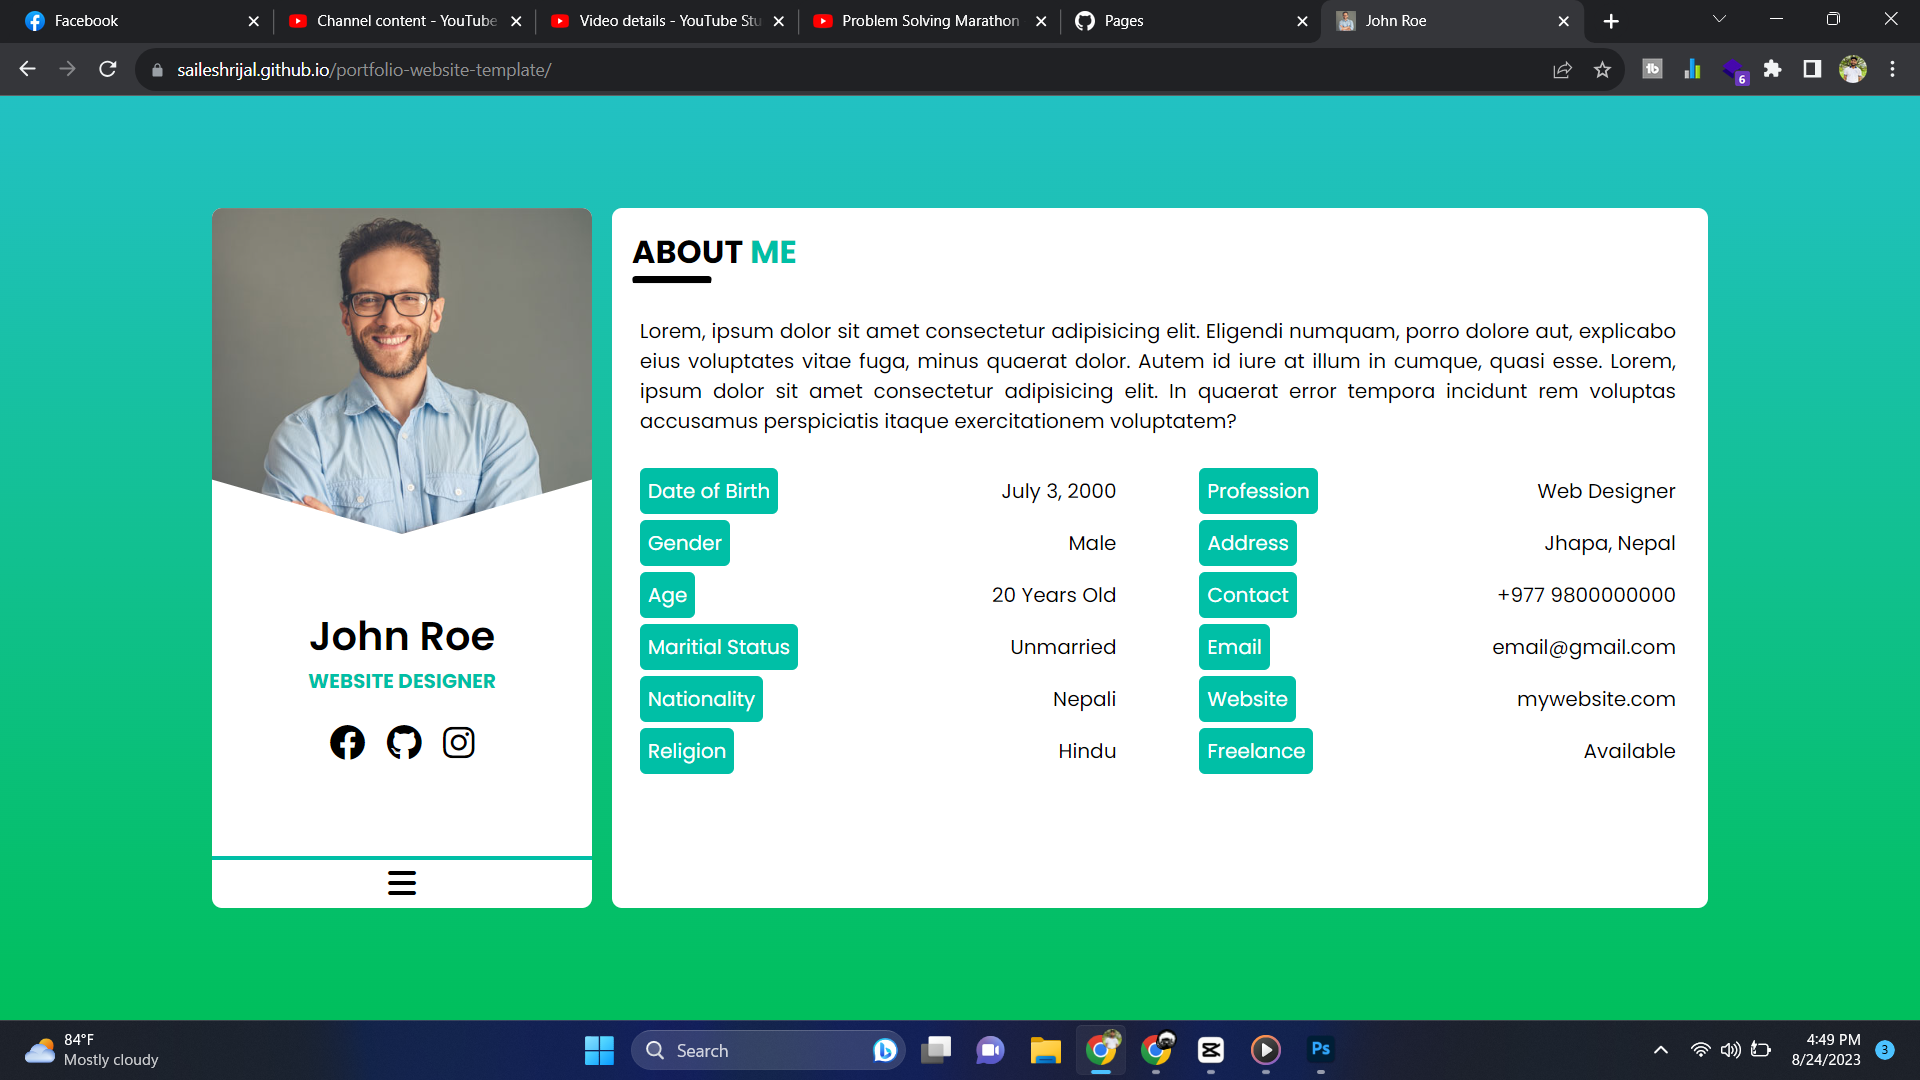 Facebook
Channel content - YouTube
Video details - YouTube Stu
Problem Solving Marathon
Pages
John Roe
saileshrijal.github.io/portfolio-website-template/
6
ABOUT ME
Lorem, ipsum dolor sit amet consectetur adipisicing elit. Eligendi numquam, porro dolore aut, explicabo
eius voluptates vitae fuga, minus quaerat dolor. Autem id iure at illum in cumque, quasi esse. Lorem,
ipsum dolor sit amet consectetur adipisicing elit. In quaerat error tempora incidunt rem voluptas
accusamus perspiciatis itaque exercitationem voluptatem?
Date of Birth July 3, 2000 Profession Web Designer
Gender Male Address Jhapa, Nepal
Age 20 Years Old Contact +977 9800000000
Maritial Status Unmarried Email email@gmail.com
Nationality Nepali Website mywebsite.com
Religion Hindu Freelance Available
John Roe
WEBSITE DESIGNER
84°F
Mostly cloudy
Search
Ps
4:49 PM
8/24/2023
3